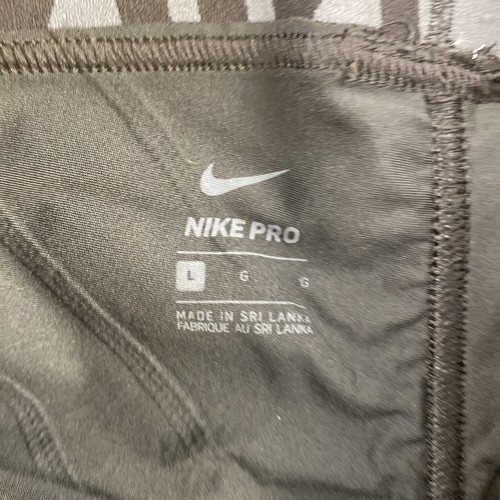 NIKE PRO
L G G
MADE IN SRI LANKA
FABRIQUE AU SRI LANKA